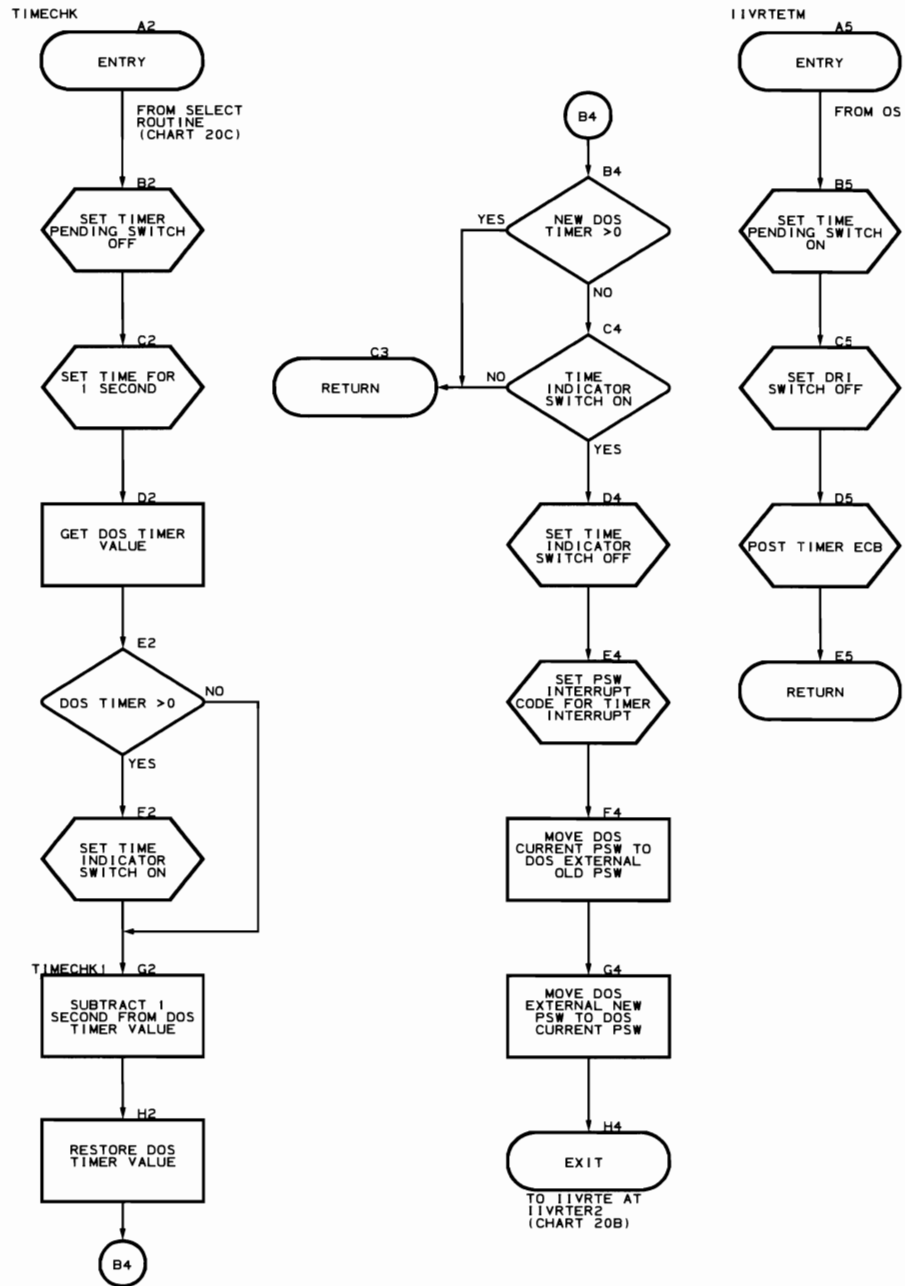 TIMECHK
A2
ENTRY
FROM SELECT
ROUTINE
(CHART 20C)
B2
SET TIMER
PENDING SWITCH
OFF
C2
SET TIME FOR
1 SECOND
D2
GET DOS TIMER
VALUE
E2
DOS TIMER >0
NO
YES
F2
SET TIME
INDICATOR
SWITCH ON
TIMECHK1
G2
SUBTRACT 1
SECOND FROM DOS
TIMER VALUE
H2
RESTORE DOS
TIMER VALUE
B4
B4
B4
NEW DOS
TIMER >0
YES
NO
C4
TIME
INDICATOR
SWITCH ON
NO
YES
C3
RETURN
D4
SET TIME
INDICATOR
SWITCH OFF
E4
SET PSW
INTERRUPT
CODE FOR TIMER
INTERRUPT
F4
MOVE DOS
CURRENT PSW TO
DOS EXTERNAL
OLD PSW
G4
MOVE DOS
EXTERNAL NEW
PSW TO DOS
CURRENT PSW
H4
EXIT
TO IIVRTE AT
IIVRTER2
(CHART 20B)
IIVRTETM
A5
ENTRY
FROM OS
B5
SET TIME
PENDING SWITCH
ON
C5
SET DRI
SWITCH OFF
D5
POST TIMER ECB
E5
RETURN